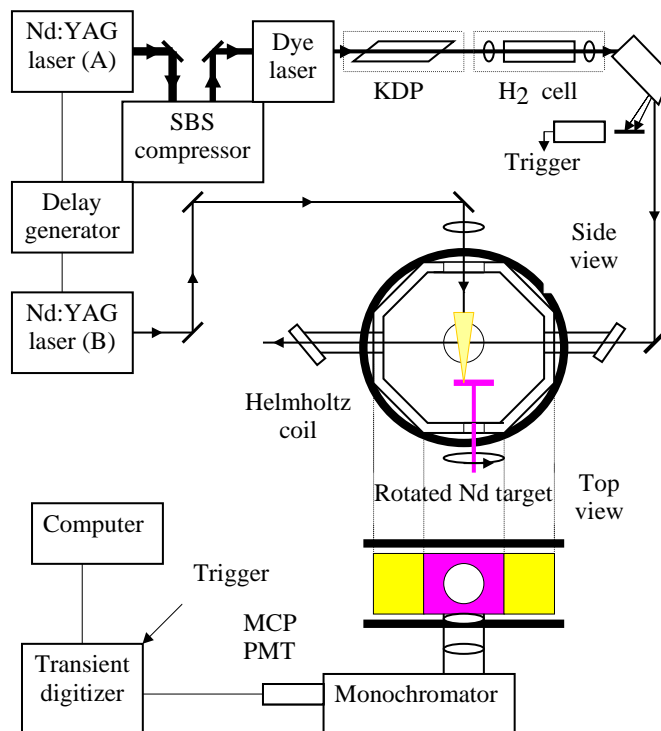 Nd:YAG
laser (A)
Dye
laser
KDP
H2 cell
SBS
compressor
Trigger
Delay
generator
Side
view
Nd:YAG
laser (B)
Helmholtz
coil
Rotated Nd target
Top
view
Computer
Trigger
MCP
PMT
Transient
digitizer
Monochromator